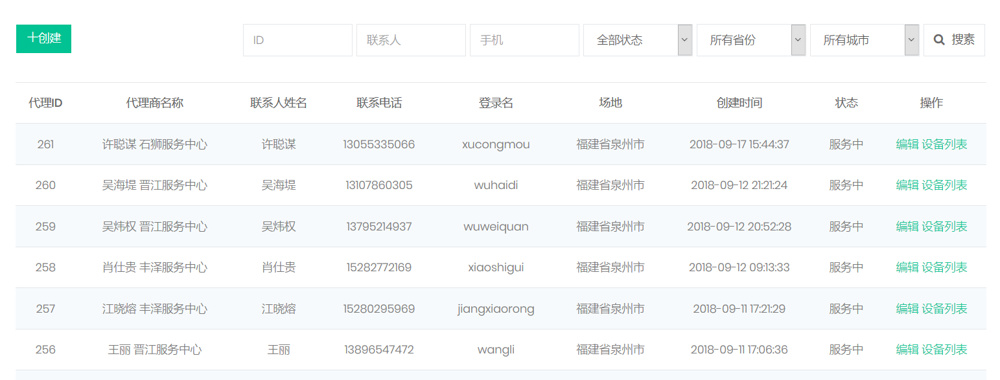 十创建 ID 联系人 手机 全部状态 所有省份 所有城市 搜素
代理ID 代理商名称 联系人姓名 联系电话 登录名 场地 创建时间 状态 操作
261 许聪谋 石狮服务中心 许聪谋 13055335066 xucongmou 福建省泉州市 2018-09-17 15:44:37 服务中 编辑 设备列表
260 吴海堤 晋江服务中心 吴海堤 13107860305 wuhaidi 福建省泉州市 2018-09-12 21:21:24 服务中 编辑 设备列表
259 吴炜权 晋江服务中心 吴炜权 13795214937 wuweiquan 福建省泉州市 2018-09-12 20:52:28 服务中 编辑 设备列表
258 肖仕贵 丰泽服务中心 肖仕贵 15282772169 xiaoshigui 福建省泉州市 2018-09-12 09:13:33 服务中 编辑 设备列表
257 江晓熔 丰泽服务中心 江晓熔 15280295969 jiangxiaorong 福建省泉州市 2018-09-11 17:21:29 服务中 编辑 设备列表
256 王丽 晋江服务中心 王丽 13896547472 wangli 福建省泉州市 2018-09-11 17:06:36 服务中 编辑 设备列表